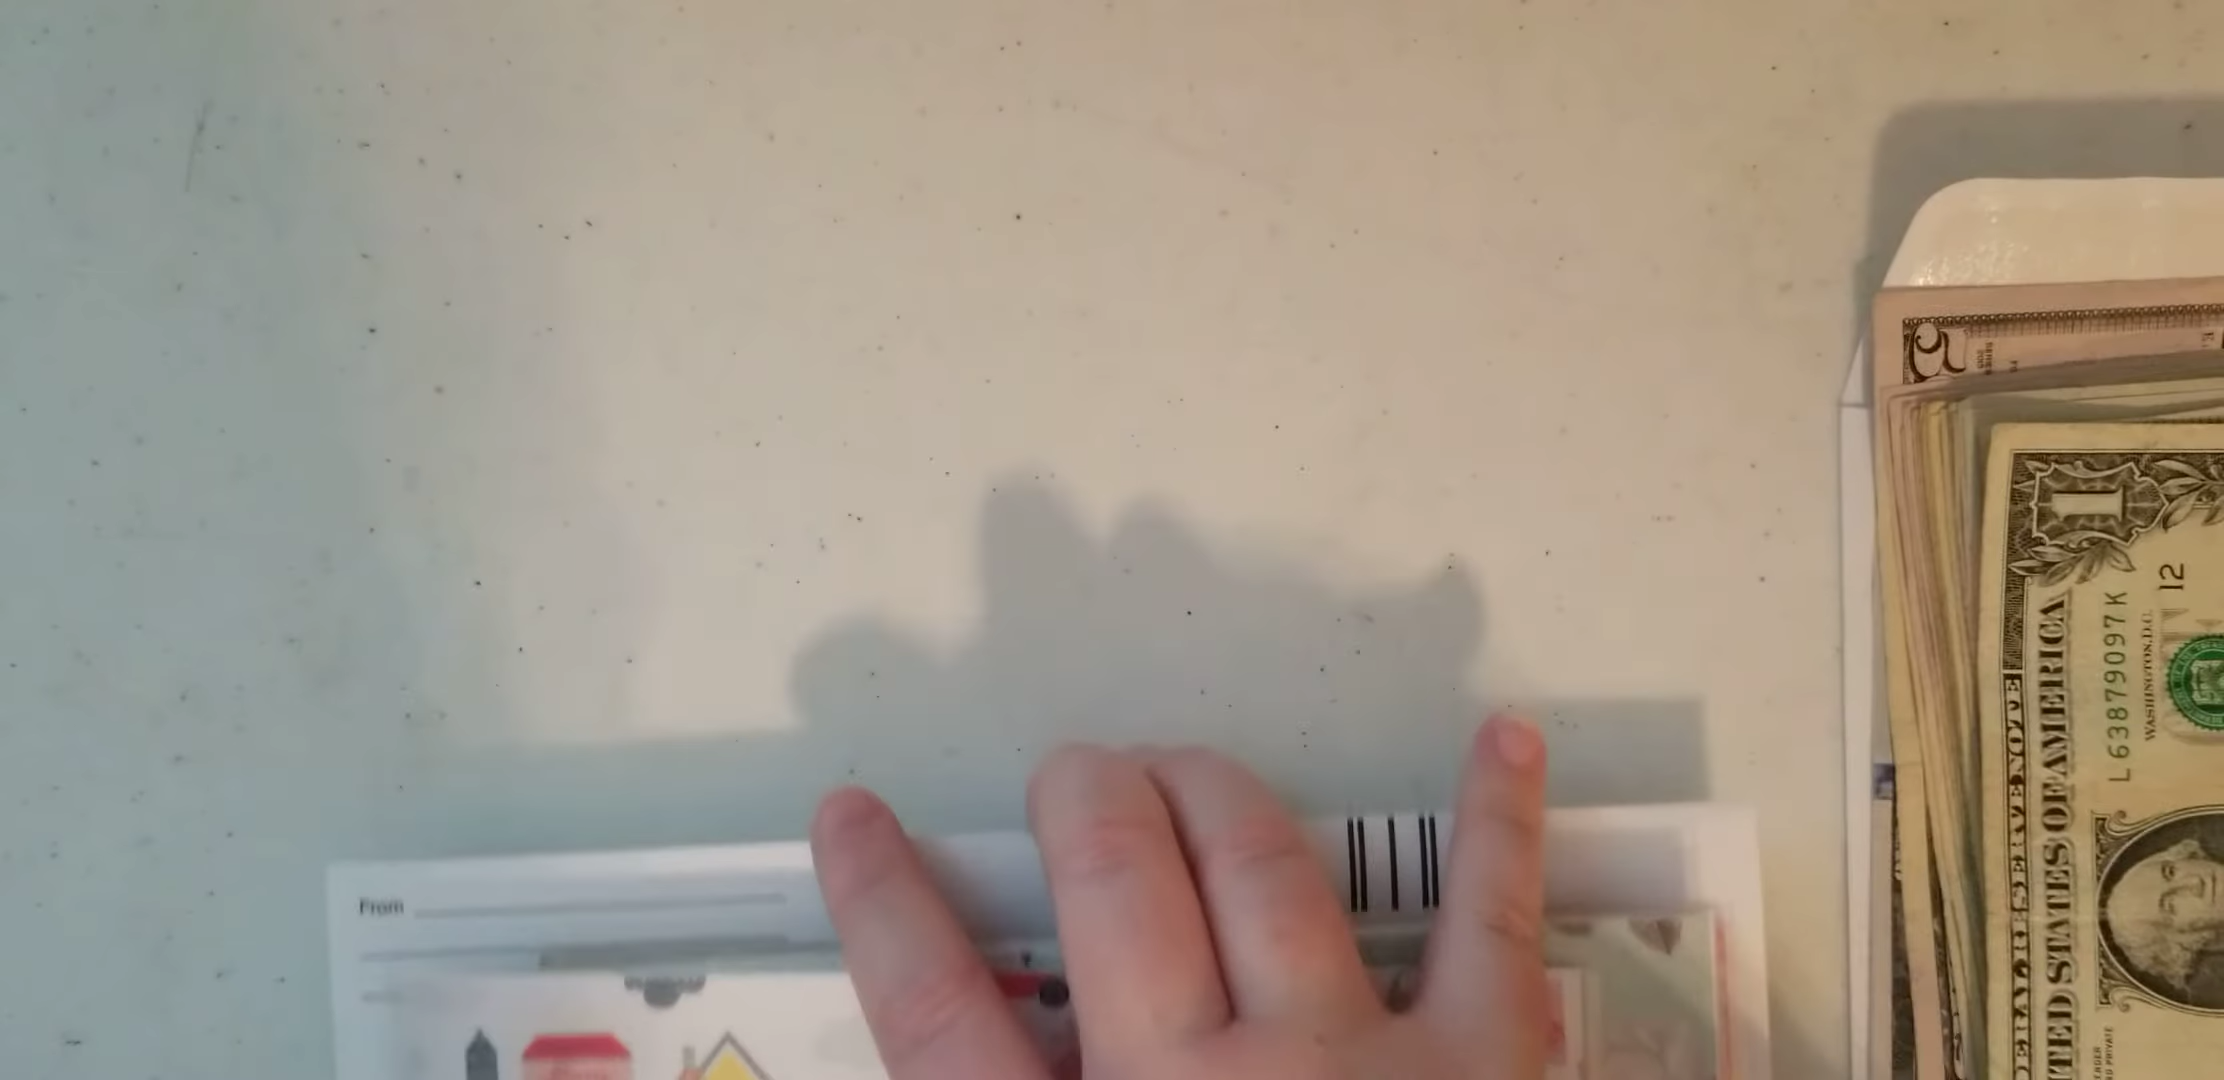 From
5
1
FEDERAL RESERVE NOTE
UNITED STATES OF AMERICA
L63879097K
12
WASHINGTON, D.C.